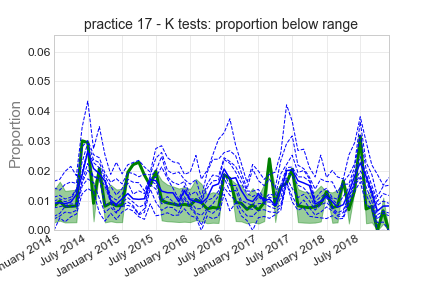 practice 17 - K tests: proportion below range
0.06
0.05
0.04
0.03
0.02
0.01
0.00
Proportion
nuary 2014
July 2014
January 2015
July 2015
January 2016
July 2016
January 2017
July 2017
January 2018
July 2018